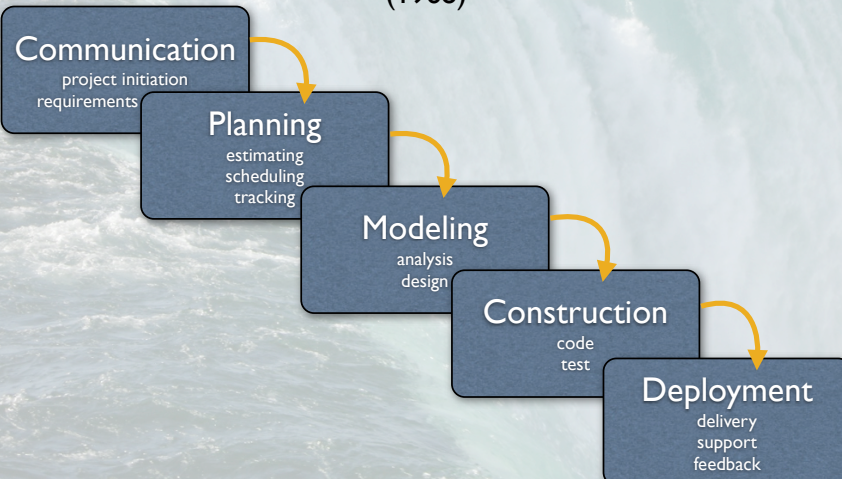 Communication
project initiation
requirements
Planning
estimating
scheduling
tracking
Modeling
analysis
design
Construction
code
test
Deployment
delivery
support
feedback